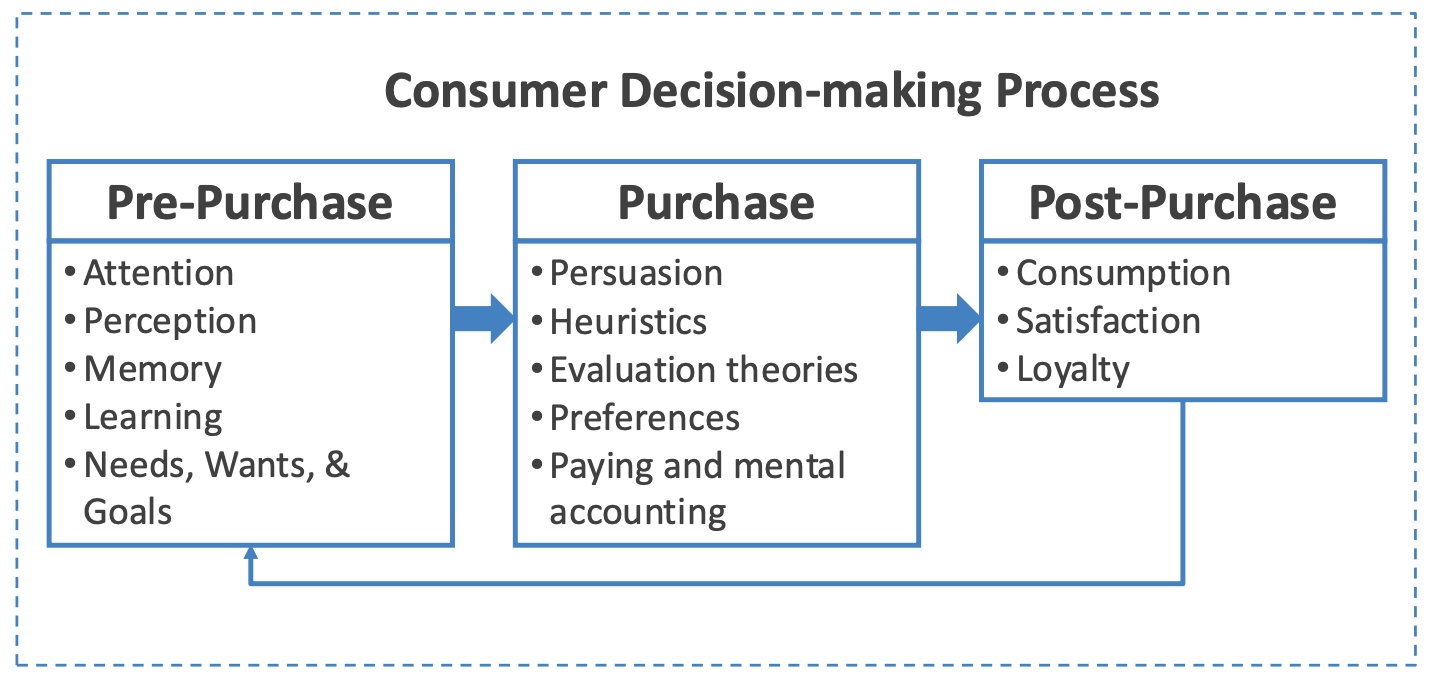 Consumer Decision-making Process
Pre-Purchase
• Attention
• Perception
• Memory
• Learning
• Needs, Wants, &
Goals
Purchase
• Persuasion
• Heuristics
• Evaluation theories
• Preferences
• Paying and mental
accounting
Post-Purchase
• Consumption
• Satisfaction
• Loyalty